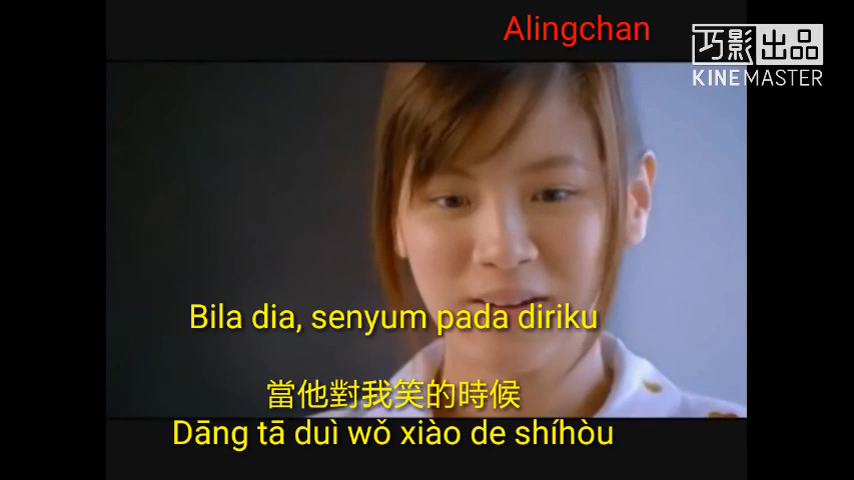 Alingchan
巧影出品
KINEMASTER
Bila dia, senyum pada diriku
當他對我笑的時候
Dāng tā duì wǒ xiào de shíhòu